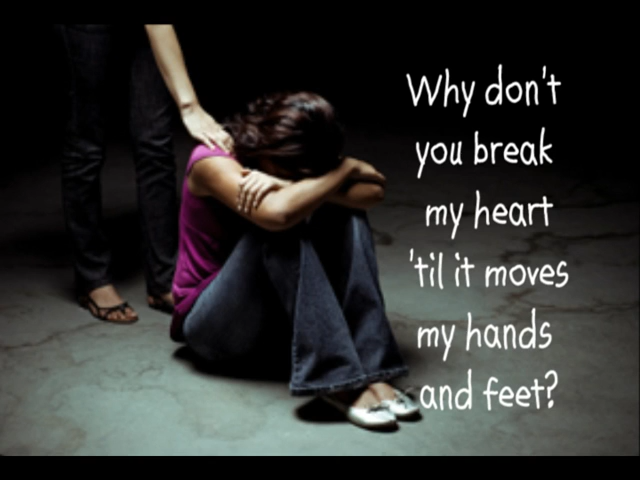 Why don't
you break
my heart
'til it moves
my hands
and feet?